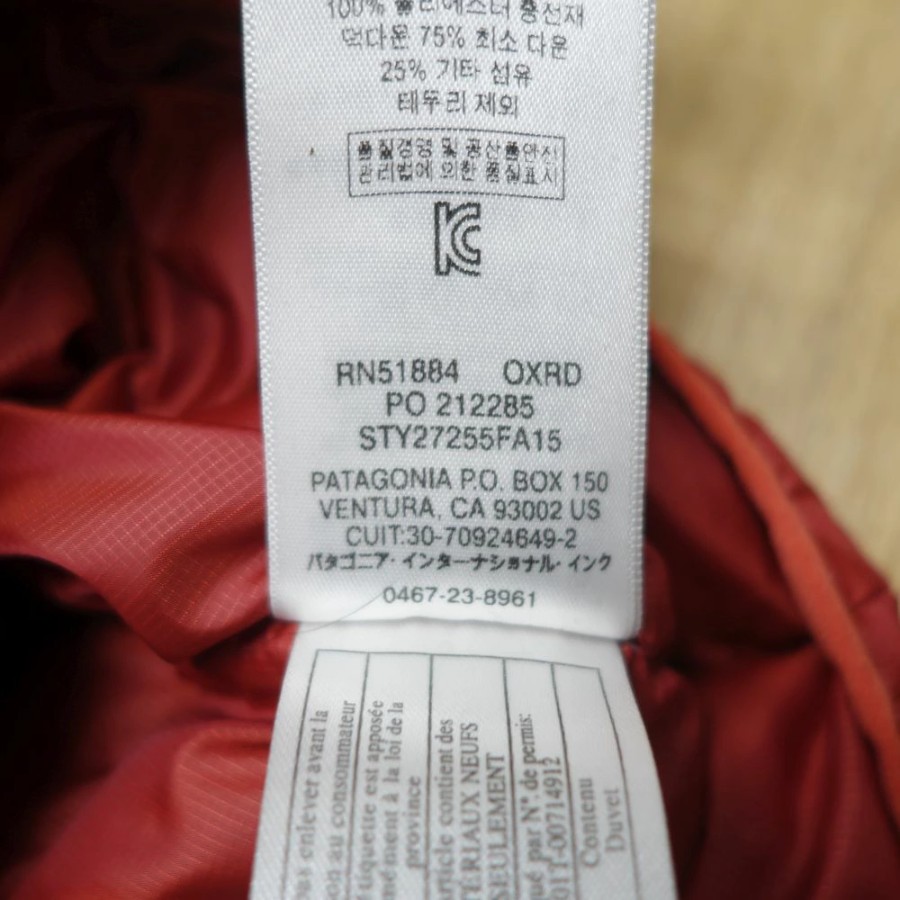 100% 폴리에스터 충선재
덕다운 75% 최소 다운
25% 기타 섬유
테두리 제외
품질경영 및 공산품안전
관리법에 의한 품질표시
RN51884 OXRD
PO 212285
STY27255FA15
PATAGONIA P.O. BOX 150
VENTURA, CA 93002 US
CUIT:30-70924649-2
パタゴニア・インターナショナル・インク
0467-23-8961
enlever avant la
au consommateur
étiquette est apposée
à la loi de la
province
article contient des
NEUFS
SEULEMENT
par N° de permis:
Contenu
Duvet